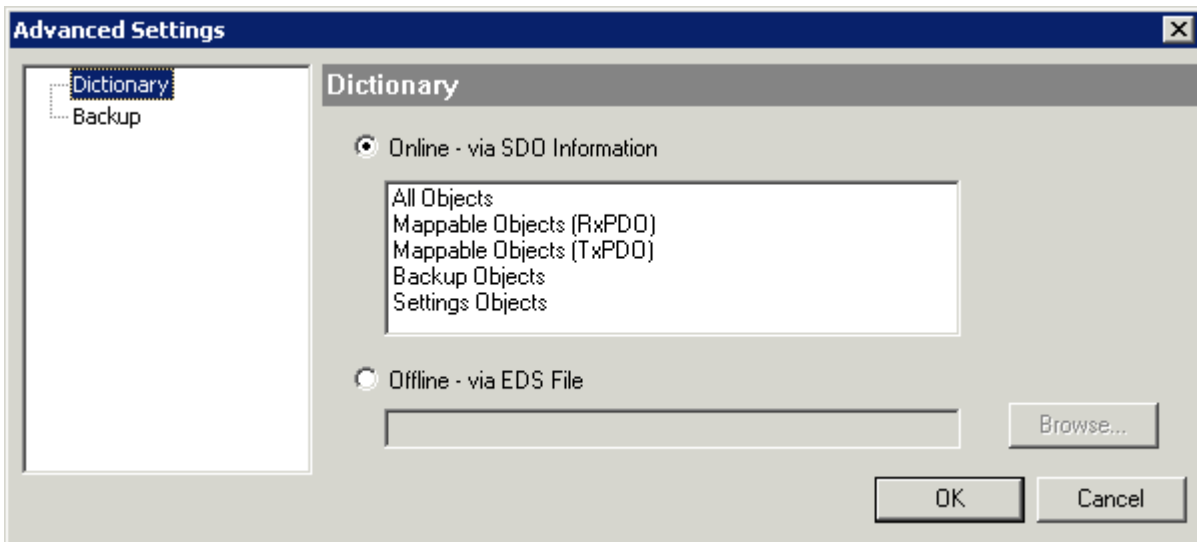 Advanced Settings
Dictionary
Backup
Dictionary
Online - via SDO Information
All Objects
Mappable Objects (RxPDO)
Mappable Objects (TxPDO)
Backup Objects
Settings Objects
Offline - via EDS File
Browse...
OK
Cancel